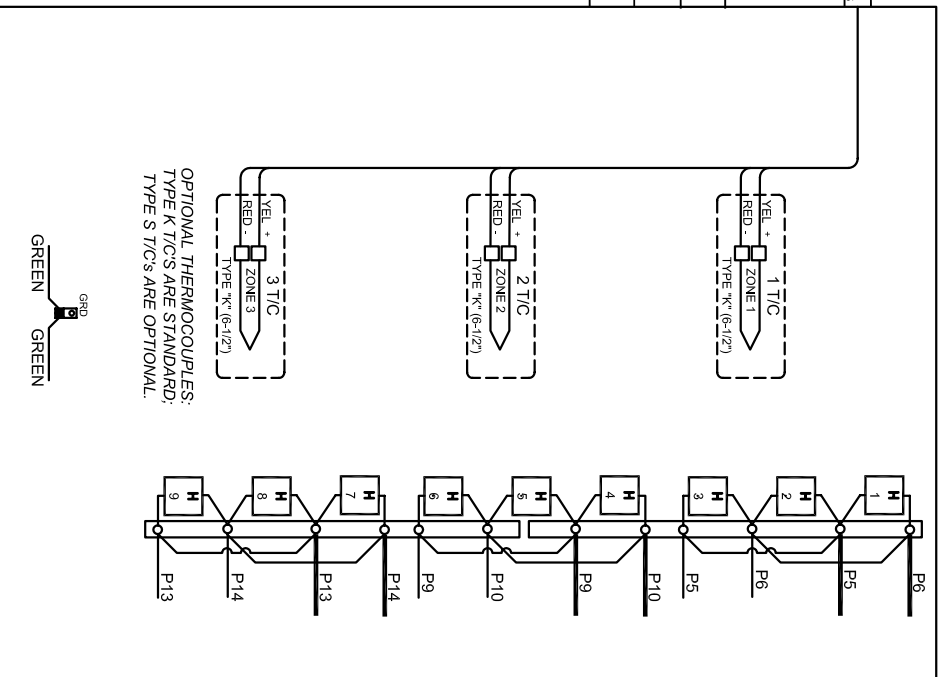 1 T/C
ZONE 1
TYPE "K" (6-1/2")
YEL +
RED -
2 T/C
ZONE 2
TYPE "K" (6-1/2")
YEL +
RED -
3 T/C
ZONE 3
TYPE "K" (6-1/2")
YEL +
RED -
OPTIONAL THERMOCOUPLES:
TYPE K T/C'S ARE STANDARD;
TYPE S T/C's ARE OPTIONAL.
GRD
GREEN
GREEN
H
1
H
2
H
3
H
4
H
5
H
6
H
7
H
8
H
9
P6
P5
P6
P5
P10
P9
P10
P9
P14
P13
P14
P13